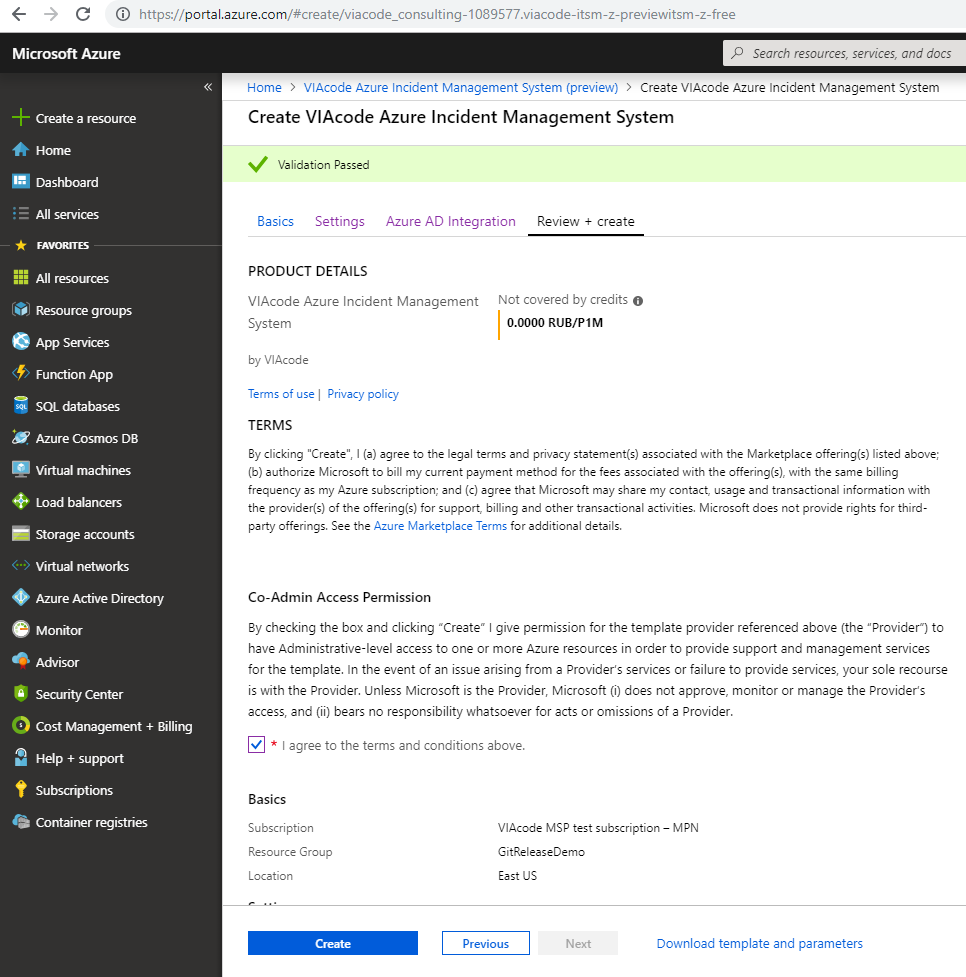 https://portal.azure.com/#create/viacode_consulting-1089577.viacode-itsm-z-previewitsm-z-free
Microsoft Azure
Search resources, services, and docs
«
Create a resource
Home
Dashboard
All services
FAVORITES
All resources
Resource groups
App Services
Function App
SQL databases
Azure Cosmos DB
Virtual machines
Load balancers
Storage accounts
Virtual networks
Azure Active Directory
Monitor
Advisor
Security Center
Cost Management + Billing
Help + support
Subscriptions
Container registries
Home > VIAcode Azure Incident Management System (preview) > Create VIAcode Azure Incident Management System
Create VIAcode Azure Incident Management System
Validation Passed
Basics Settings Azure AD Integration Review + create
PRODUCT DETAILS
VIAcode Azure Incident Management
System
Not covered by credits
0.0000 RUB/P1M
by VIAcode
Terms of use | Privacy policy
TERMS
By clicking "Create", I (a) agree to the legal terms and privacy statement(s) associated with the Marketplace offering(s) listed above;
(b) authorize Microsoft to bill my current payment method for the fees associated with the offering(s), with the same billing
frequency as my Azure subscription; and (c) agree that Microsoft may share my contact, usage and transactional information with
the provider(s) of the offering(s) for support, billing and other transactional activities. Microsoft does not provide rights for third-
party offerings. See the Azure Marketplace Terms for additional details.
Co-Admin Access Permission
By checking the box and clicking “Create” I give permission for the template provider referenced above (the “Provider”) to
have Administrative-level access to one or more Azure resources in order to provide support and management services
for the template. In the event of an issue arising from a Provider’s services or failure to provide services, your sole recourse
is with the Provider. Unless Microsoft is the Provider, Microsoft (i) does not approve, monitor or manage the Provider’s
access, and (ii) bears no responsibility whatsoever for acts or omissions of a Provider.
* I agree to the terms and conditions above.
Basics
Subscription VIAcode MSP test subscription – MPN
Resource Group GitReleaseDemo
Location East US
Create Previous Next Download template and parameters